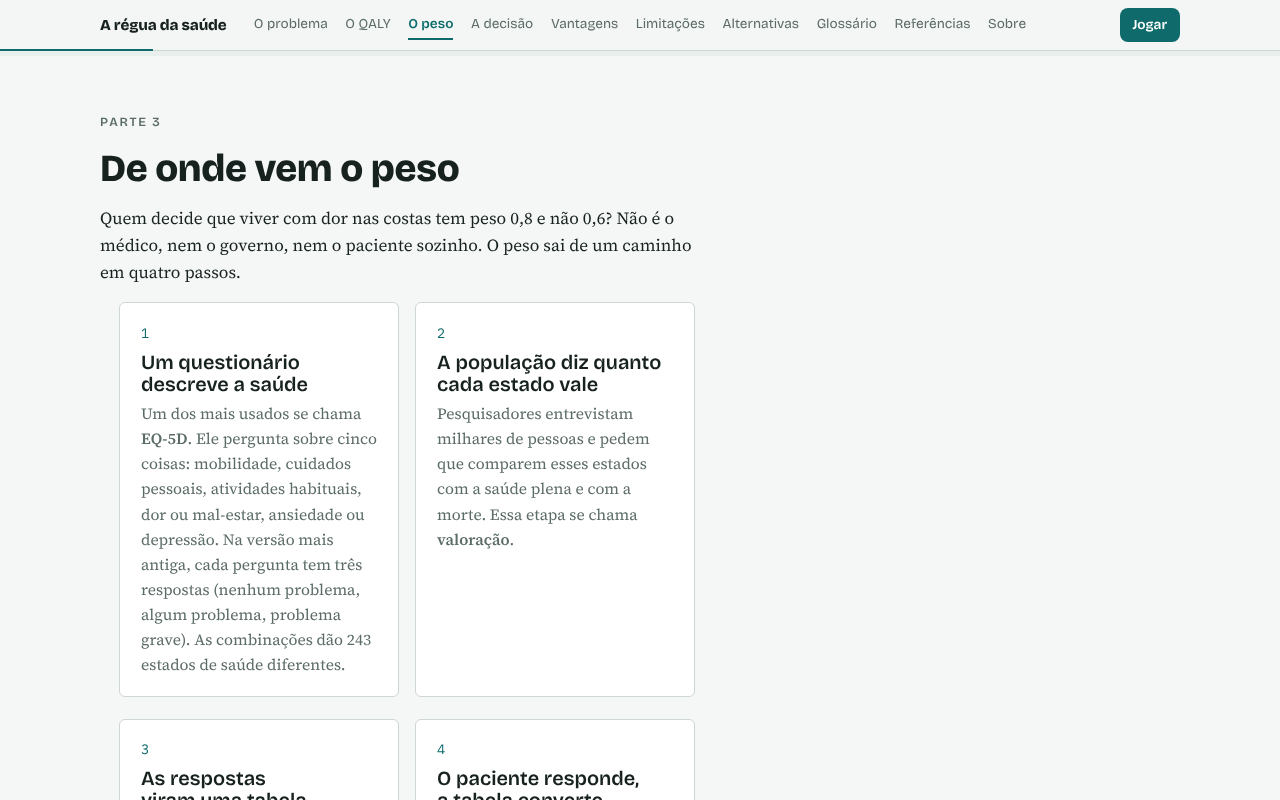 A régua da saúde
O problema
O QALY
O peso
A decisão
Vantagens
Limitações
Alternativas
Glossário
Referências
Sobre
Jogar
PARTE 3
De onde vem o peso
Quem decide que viver com dor nas costas tem peso 0,8 e não 0,6? Não é o
médico, nem o governo, nem o paciente sozinho. O peso sai de um caminho
em quatro passos.
1
Um questionário
descreve a saúde
Um dos mais usados se chama
EQ-5D. Ele pergunta sobre cinco
coisas: mobilidade, cuidados
pessoais, atividades habituais,
dor ou mal-estar, ansiedade ou
depressão. Na versão mais
antiga, cada pergunta tem três
respostas (nenhum problema,
algum problema, problema
grave). As combinações dão 243
estados de saúde diferentes.
2
A população diz quanto
cada estado vale
Pesquisadores entrevistam
milhares de pessoas e pedem
que comparem esses estados
com a saúde plena e com a
morte. Essa etapa se chama
valoração.
3
As respostas
viram uma tabela
4
O paciente responde,
a tabela converte